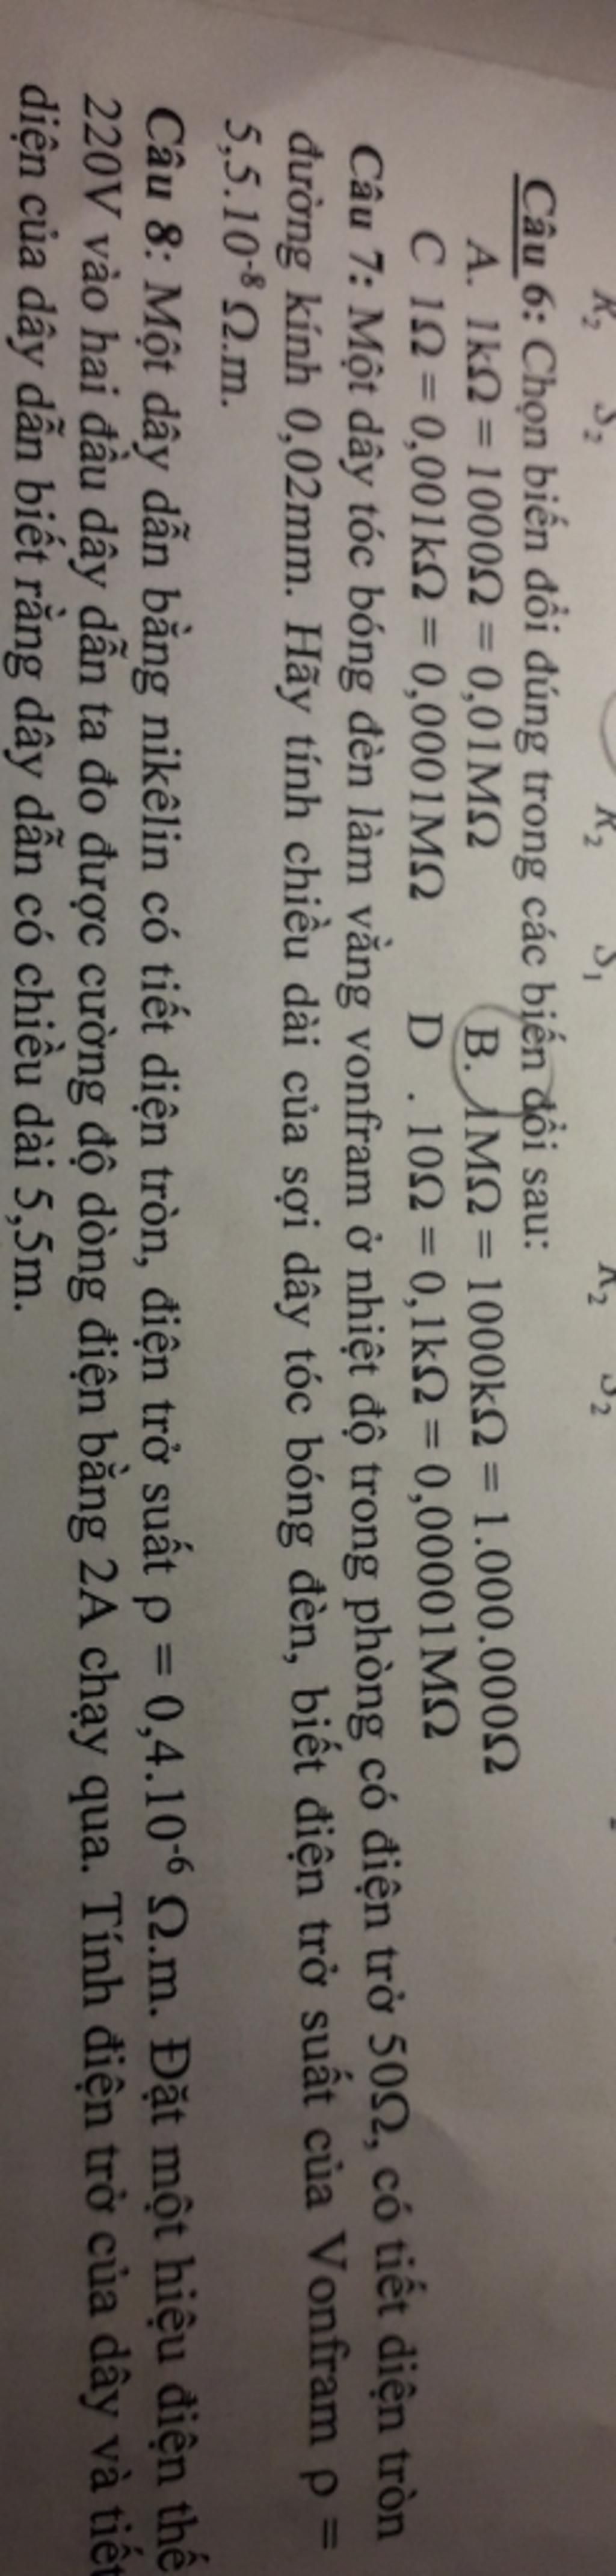 R₂ S₂ R₂ S₁ R₂ S₂
Câu 6: Chọn biến đổi đúng trong các biến đổi sau:
A. 1kΩ = 1000Ω = 0,01MΩ B. 1MΩ = 1000kΩ = 1.000.000Ω
C 1Ω = 0,001kΩ = 0,0001MΩ D . 10Ω = 0,1kΩ = 0,00001MΩ
Câu 7: Một dây tóc bóng đèn làm vằng vonfram ở nhiệt độ trong phòng có điện trở 50Ω, có tiết diện tròn
đường kính 0,02mm. Hãy tính chiều dài của sợi dây tóc bóng đèn, biết điện trở suất của Vonfram ρ =
5,5.10⁻⁸ Ω.m.
Câu 8: Một dây dẫn bằng nikêlin có tiết diện tròn, điện trở suất ρ = 0,4.10⁻⁶ Ω.m. Đặt một hiệu điện thế
220V vào hai đầu dây dẫn ta đo được cường độ dòng điện bằng 2A chạy qua. Tính điện trở của dây và tiết
diện của dây dẫn biết rằng dây dẫn có chiều dài 5,5m.